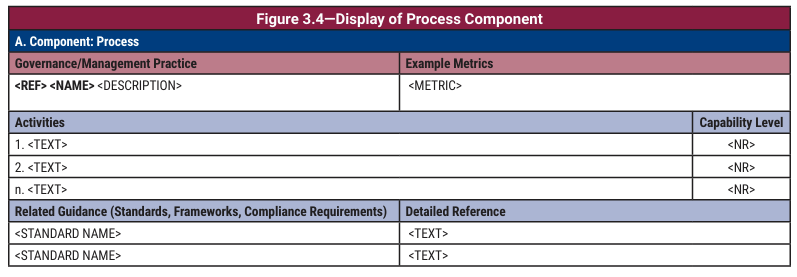 Figure 3.4—Display of Process Component
A. Component: Process
Governance/Management Practice Example Metrics
<REF> <NAME> <DESCRIPTION> <METRIC>
Activities Capability Level
1. <TEXT> <NR>
2. <TEXT> <NR>
n. <TEXT> <NR>
Related Guidance (Standards, Frameworks, Compliance Requirements) Detailed Reference
<STANDARD NAME> <TEXT>
<STANDARD NAME> <TEXT>